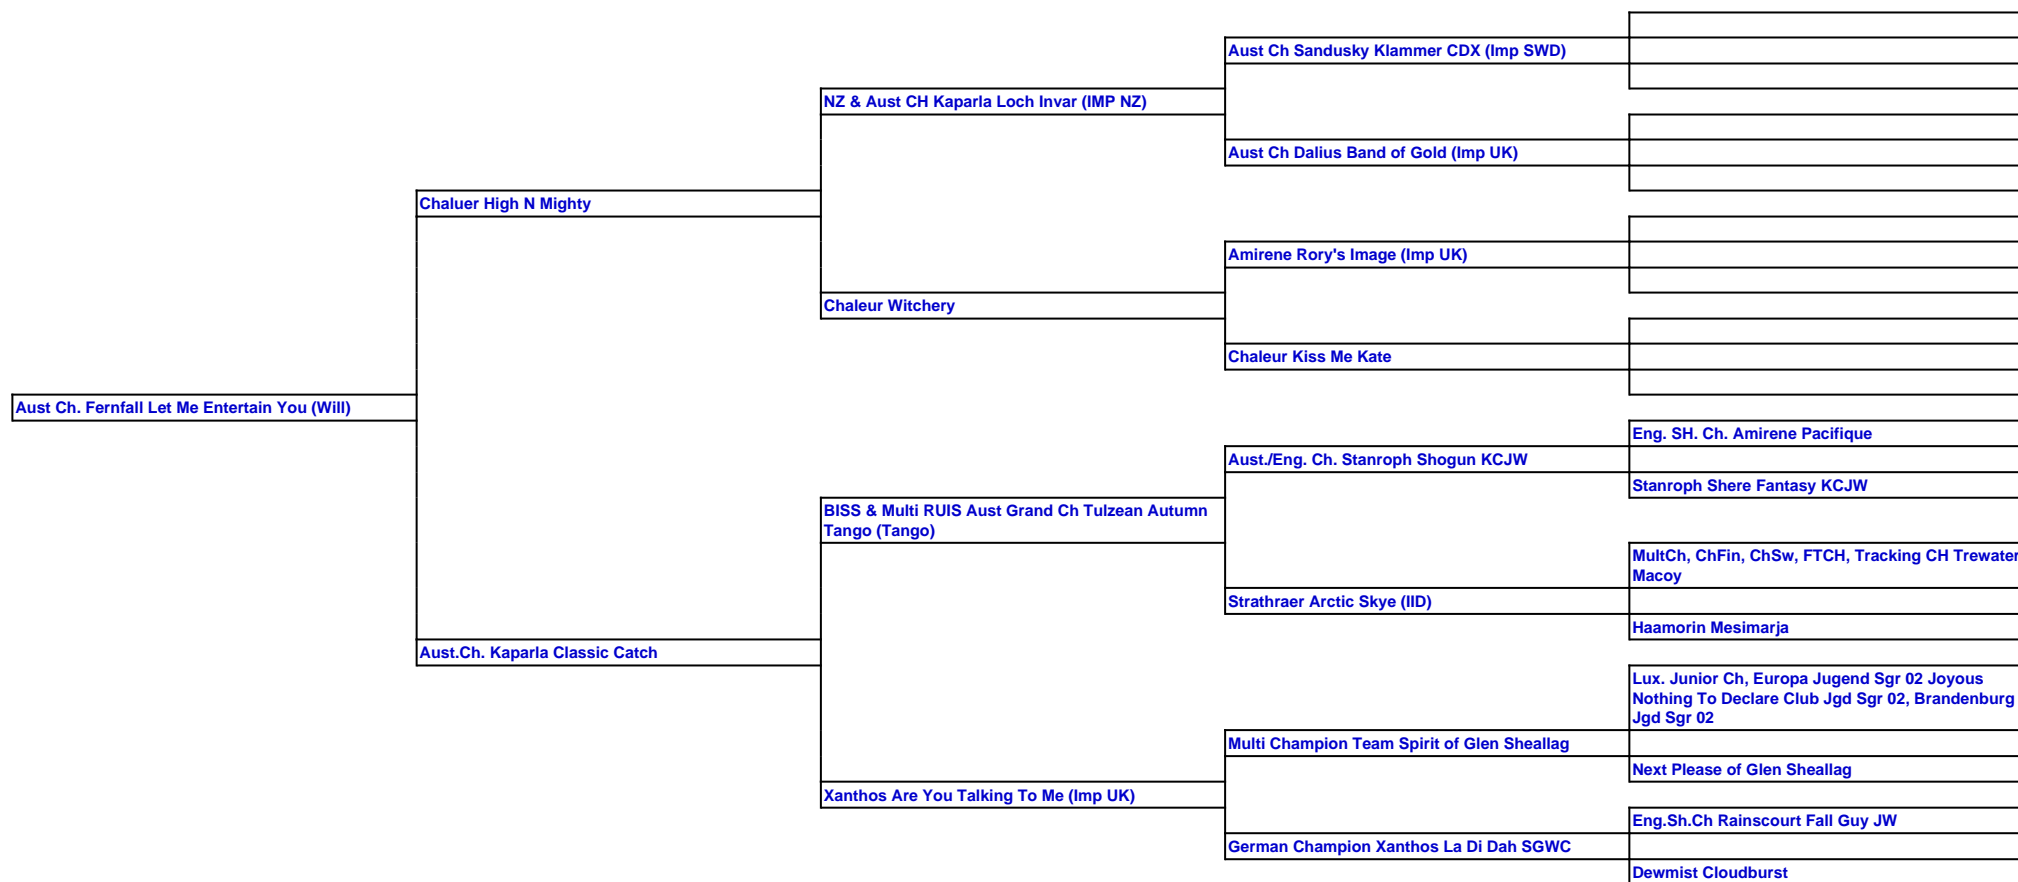 Aust Ch Sandusky Klammer CDX (Imp SWD)
NZ & Aust CH Kaparla Loch Invar (IMP NZ)
Aust Ch Dalius Band of Gold (Imp UK)
Chaluer High N Mighty
Amirene Rory's Image (Imp UK)
Chaleur Witchery
Chaleur Kiss Me Kate
Aust Ch. Fernfall Let Me Entertain You (Will)
Eng. SH. Ch. Amirene Pacifique
Aust./Eng. Ch. Stanroph Shogun KCJW
Stanroph Shere Fantasy KCJW
BISS & Multi RUIS Aust Grand Ch Tulzean Autumn
Tango (Tango)
MultCh, ChFin, ChSw, FTCH, Tracking CH Trewater
Macoy
Strathraer Arctic Skye (IID)
Haamorin Mesimarja
Aust.Ch. Kaparla Classic Catch
Lux. Junior Ch, Europa Jugend Sgr 02 Joyous
Nothing To Declare Club Jgd Sgr 02, Brandenburg
Jgd Sgr 02
Multi Champion Team Spirit of Glen Sheallag
Next Please of Glen Sheallag
Xanthos Are You Talking To Me (Imp UK)
Eng.Sh.Ch Rainscourt Fall Guy JW
German Champion Xanthos La Di Dah SGWC
Dewmist Cloudburst